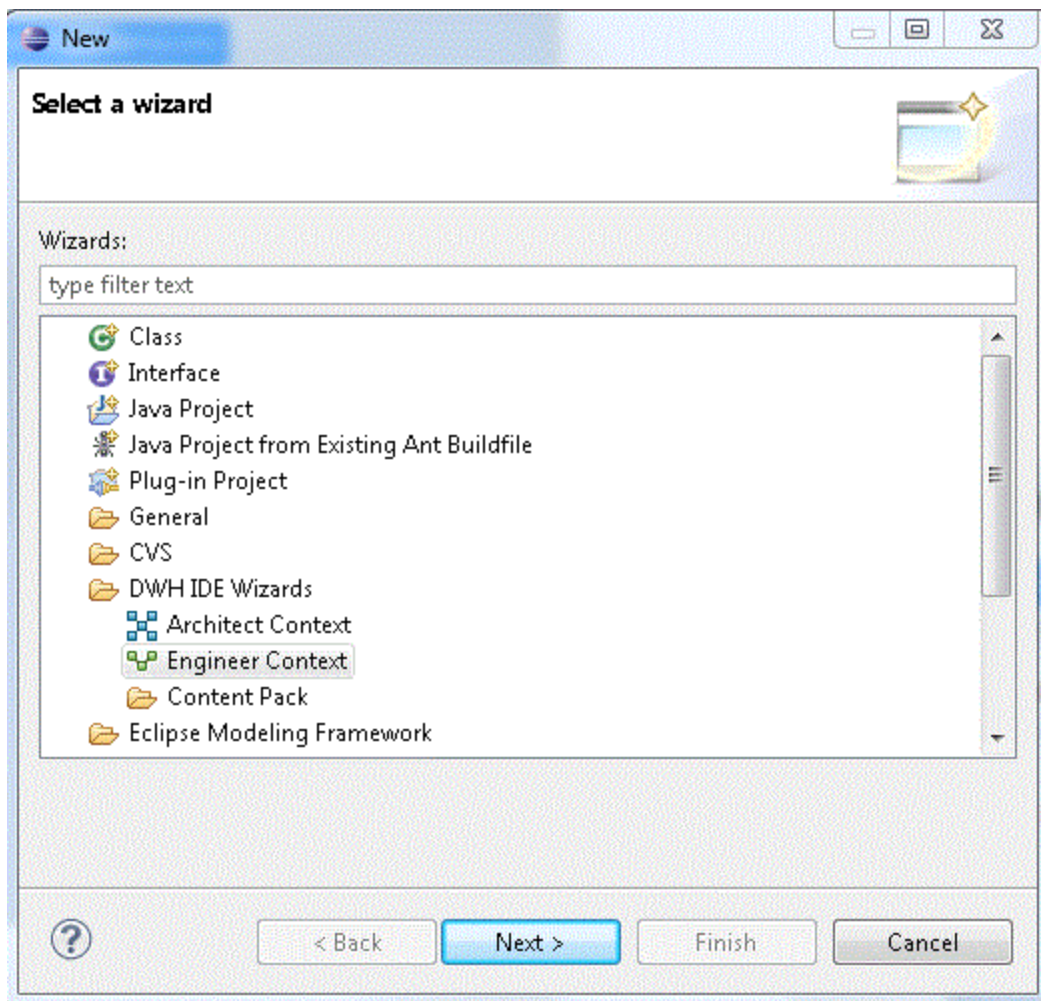 New
Select a wizard
Wizards:
type filter text
Class
Interface
Java Project
Java Project from Existing Ant Buildfile
Plug-in Project
General
CVS
DWH IDE Wizards
Architect Context
Engineer Context
Content Pack
Eclipse Modeling Framework
< Back Next > Finish Cancel